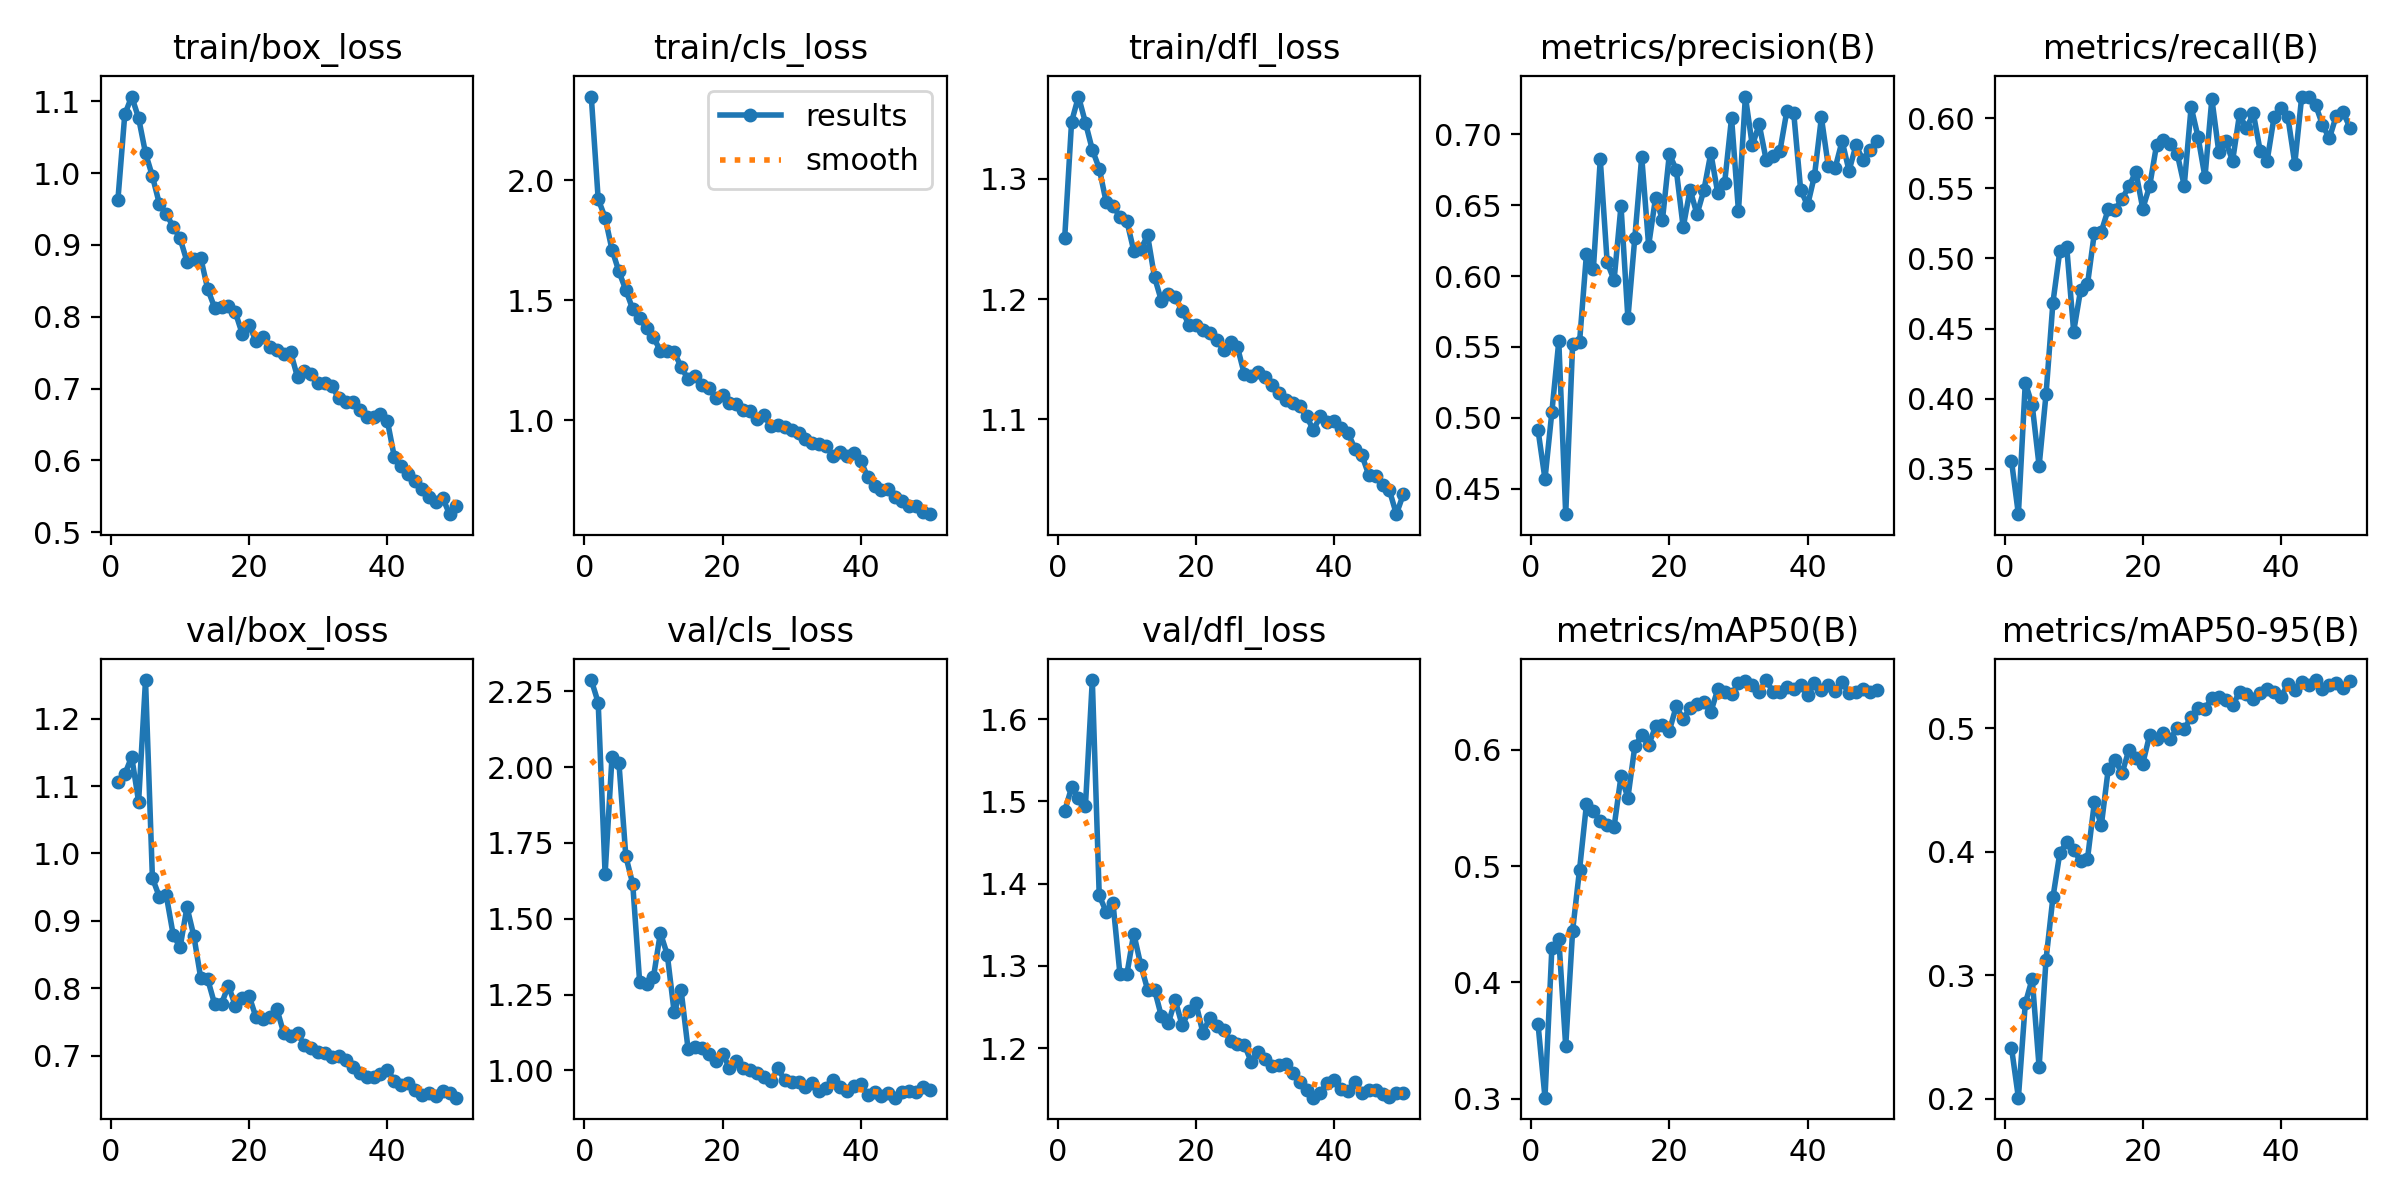 train/box_loss
1.1
1.0
0.9
0.8
0.7
0.6
0.5
0 20 40
train/cls_loss
results
smooth
2.0
1.5
1.0
0 20 40
train/dfl_loss
1.3
1.2
1.1
0 20 40
metrics/precision(B)
0.70
0.65
0.60
0.55
0.50
0.45
0 20 40
metrics/recall(B)
0.60
0.55
0.50
0.45
0.40
0.35
0 20 40
val/box_loss
1.2
1.1
1.0
0.9
0.8
0.7
0 20 40
val/cls_loss
2.25
2.00
1.75
1.50
1.25
1.00
0 20 40
val/dfl_loss
1.6
1.5
1.4
1.3
1.2
0 20 40
metrics/mAP50(B)
0.6
0.5
0.4
0.3
0 20 40
metrics/mAP50-95(B)
0.5
0.4
0.3
0.2
0 20 40